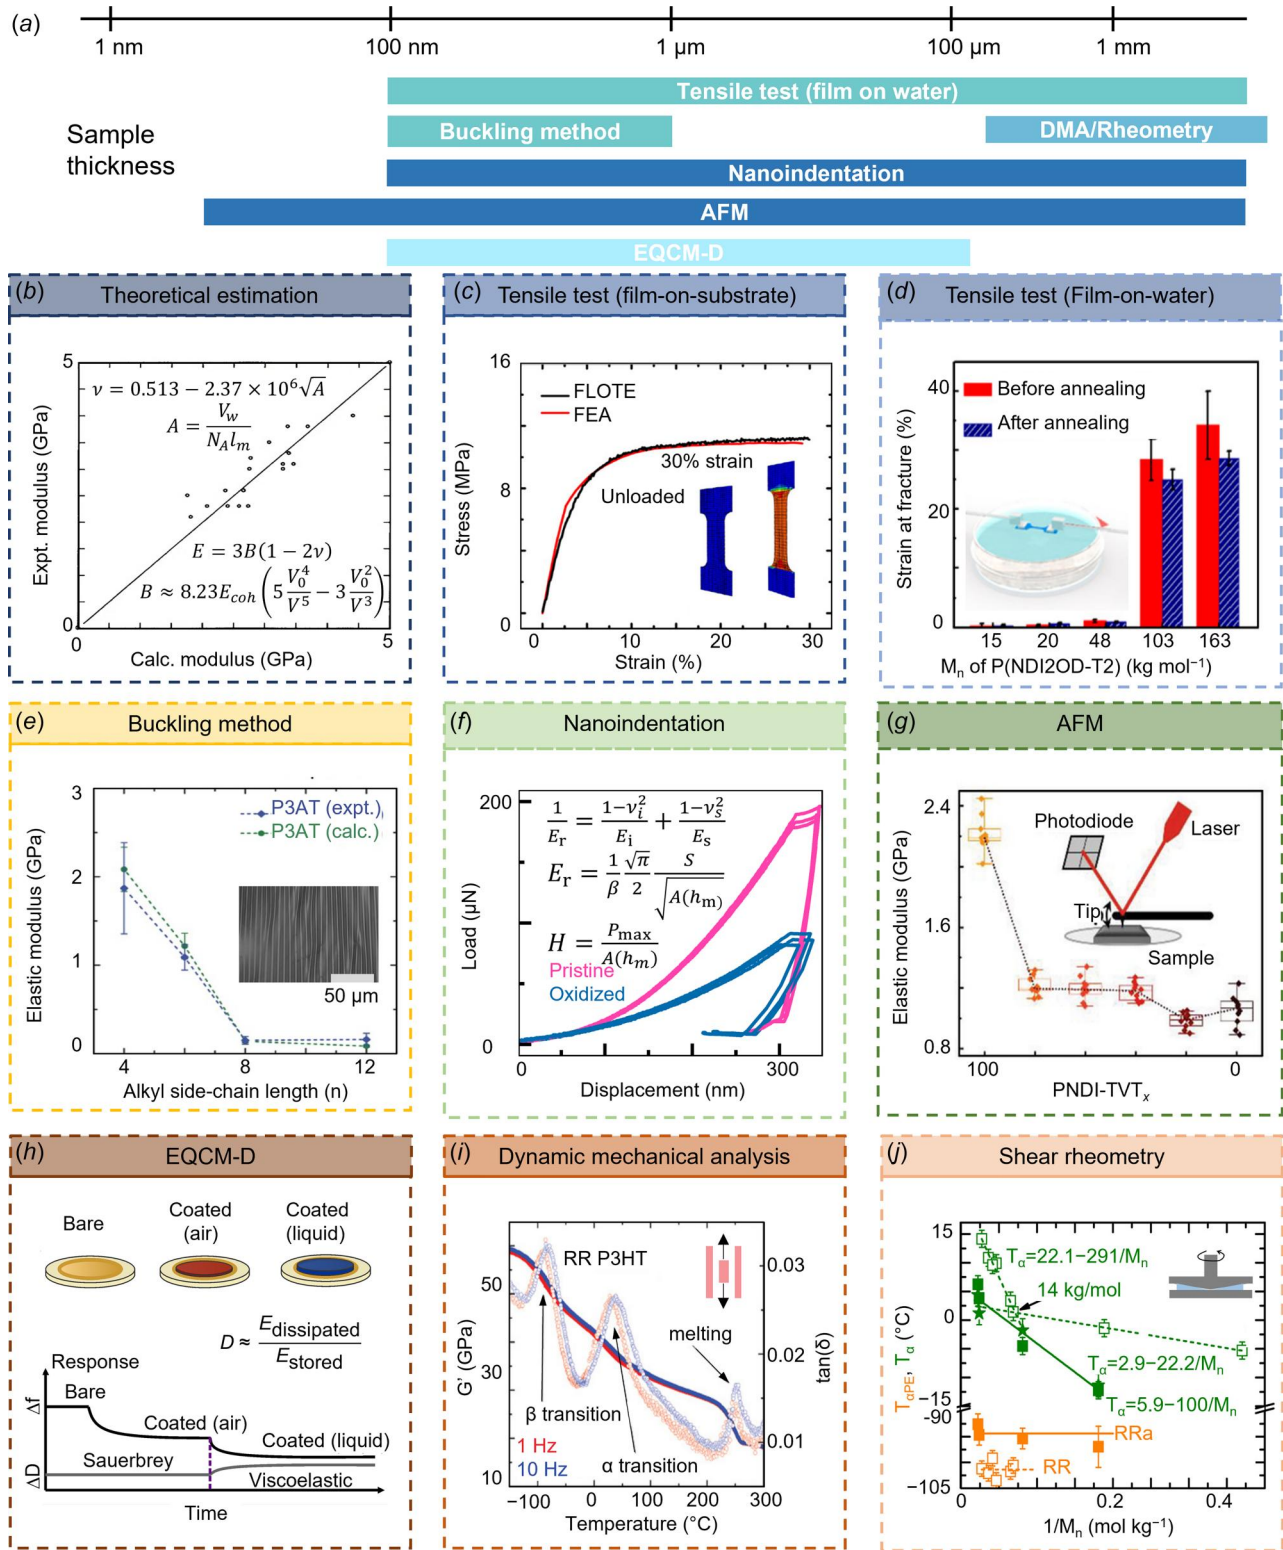 (a)
1 nm 100 nm 1 μm 100 μm 1 mm
Sample
thickness
Tensile test (film on water)
Buckling method
DMA/Rheometry
Nanoindentation
AFM
EQCM-D
(b) Theoretical estimation
Expt. modulus (GPa)
5
0
ν = 0.513 − 2.37 × 10⁶√A
A = V_w / N_A l_m
E = 3B(1 − 2ν)
B ≈ 8.23E_coh (5 V₀⁴/V⁵ − 3 V₀²/V³)
0 5
Calc. modulus (GPa)
(c) Tensile test (film-on-substrate)
Stress (MPa)
16
8
0
FLOTE
FEA
30% strain
Unloaded
0 10 20 30
Strain (%)
(d) Tensile test (Film-on-water)
Strain at fracture (%)
40
20
0
Before annealing
After annealing
15 20 48 103 163
Mₙ of P(NDI2OD-T2) (kg mol⁻¹)
(e) Buckling method
Elastic modulus (GPa)
3
2
1
0
P3AT (expt.)
P3AT (calc.)
50 μm
4 6 8 10 12
Alkyl side-chain length (n)
(f) Nanoindentation
Load (μN)
200
0
1/E_r = (1−ν_i²)/E_i + (1−ν_s²)/E_s
E_r = (1/β) (√π/2) S/√A(h_m)
H = P_max / A(h_m)
Pristine
Oxidized
0 100 300
Displacement (nm)
(g) AFM
Elastic modulus (GPa)
2.4
1.6
0.8
Photodiode
Laser
Tip
Sample
100 0
PNDI-TVTₓ
(h) EQCM-D
Bare
Coated
(air)
Coated
(liquid)
D ≈ E_dissipated / E_stored
Response
Δf
ΔD
Bare
Coated (air)
Coated (liquid)
Sauerbrey
Viscoelastic
Time
(i) Dynamic mechanical analysis
G′ (GPa)
50
30
10
RR P3HT
melting
β transition
1 Hz
10 Hz
α transition
0.03
0.02
0.01
tan(δ)
−100 0 100 200 300
Temperature (°C)
(j) Shear rheometry
T_αPE, T_α (°C)
15
0
−15
−90
−105
T_α=22.1−291/Mₙ
14 kg/mol
T_α=2.9−22.2/Mₙ
T_α=5.9−100/Mₙ
RRa
RR
0 0.2 0.4
1/Mₙ (mol kg⁻¹)